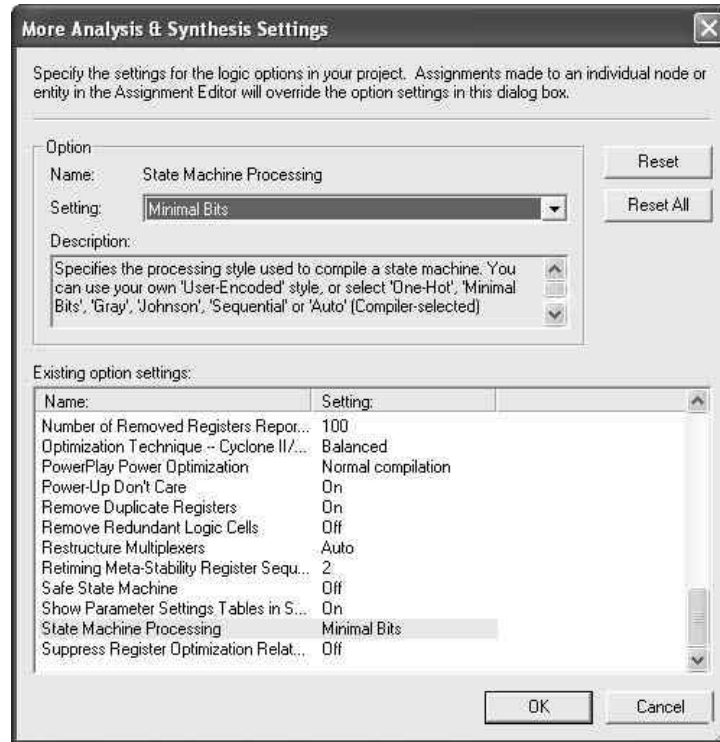 More Analysis & Synthesis Settings
Specify the settings for the logic options in your project. Assignments made to an individual node or
entity in the Assignment Editor will override the option settings in this dialog box.
Option
Name: State Machine Processing
Reset
Setting: Minimal Bits
Reset All
Description:
Specifies the processing style used to compile a state machine. You
can use your own 'User-Encoded' style, or select 'One-Hot', 'Minimal
Bits', 'Gray', 'Johnson', 'Sequential' or 'Auto' (Compiler-selected)
Existing option settings:
Name: Setting:
Number of Removed Registers Repor... 100
Optimization Technique -- Cyclone II/... Balanced
PowerPlay Power Optimization Normal compilation
Power-Up Don't Care On
Remove Duplicate Registers On
Remove Redundant Logic Cells Off
Restructure Multiplexers Auto
Retiming Meta-Stability Register Sequ... 2
Safe State Machine Off
Show Parameter Settings Tables in S... On
State Machine Processing Minimal Bits
Suppress Register Optimization Relat... Off
OK Cancel